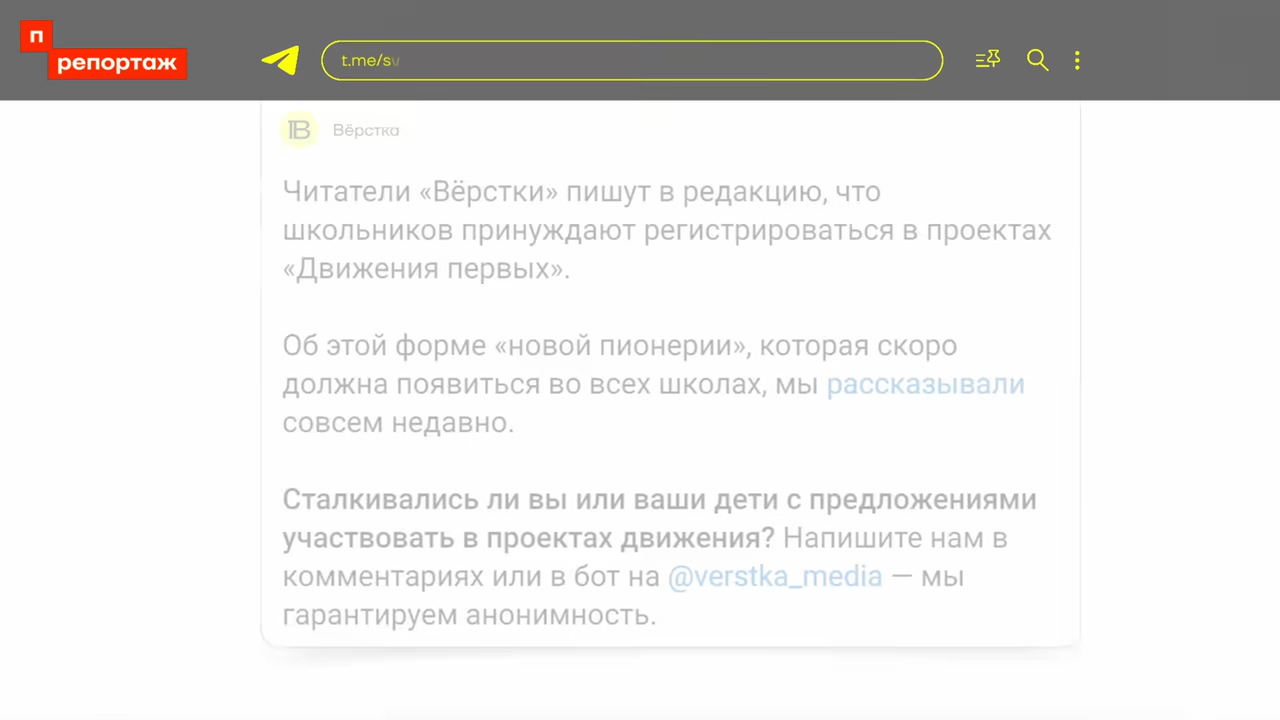 п
репортаж
t.me/sv
В Вёрстка
Читатели «Вёрстки» пишут в редакцию, что
школьников принуждают регистрироваться в проектах
«Движения первых».
Об этой форме «новой пионерии», которая скоро
должна появиться во всех школах, мы рассказывали
совсем недавно.
Сталкивались ли вы или ваши дети с предложениями
участвовать в проектах движения? Напишите нам в
комментариях или в бот на @verstka_media — мы
гарантируем анонимность.